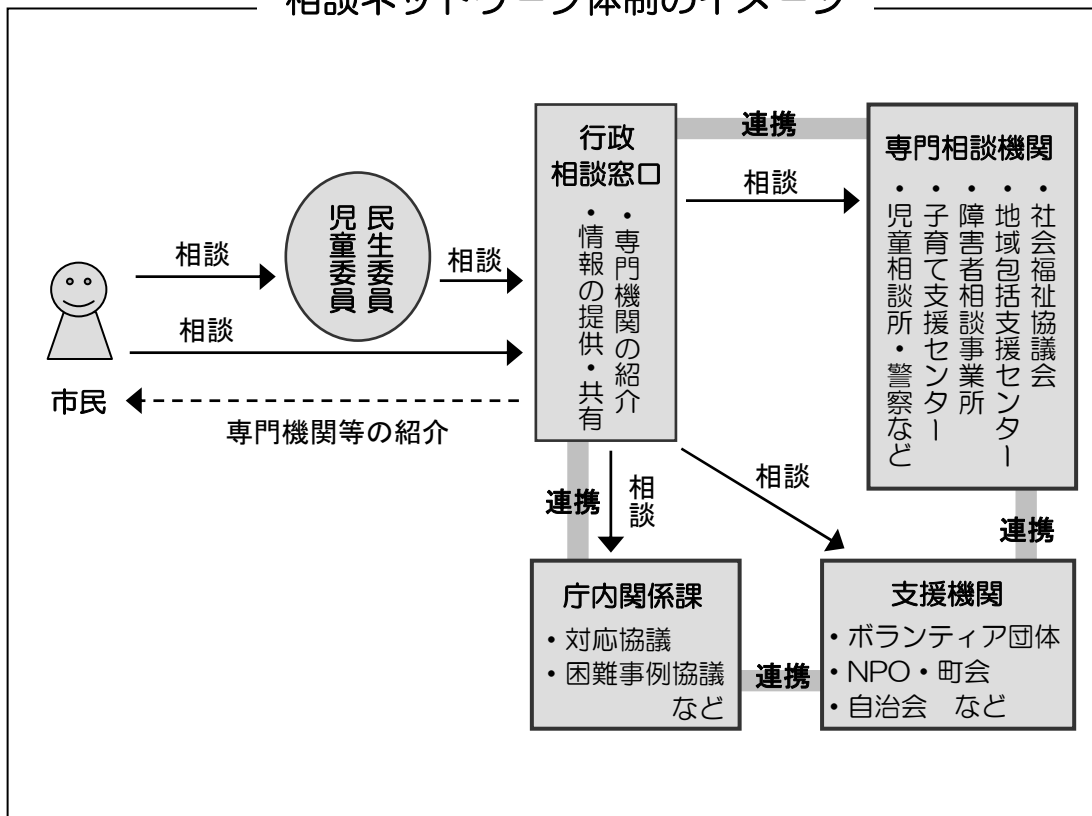 相談ネットワーク体制のイメージ
市民
相談
民生委員
児童委員
相談
相談
専門機関等の紹介
行政
相談窓口
・専門機関の紹介
・情報の提供・共有
連携
相談
専門相談機関
・社会福祉協議会
・地域包括支援センター
・障害者相談事業所
・子育て支援センター
・児童相談所・警察など
連携
相談
相談
連携
庁内関係課
・対応協議
・困難事例協議
など
連携
支援機関
・ボランティア団体
・NPO・町会
・自治会 など